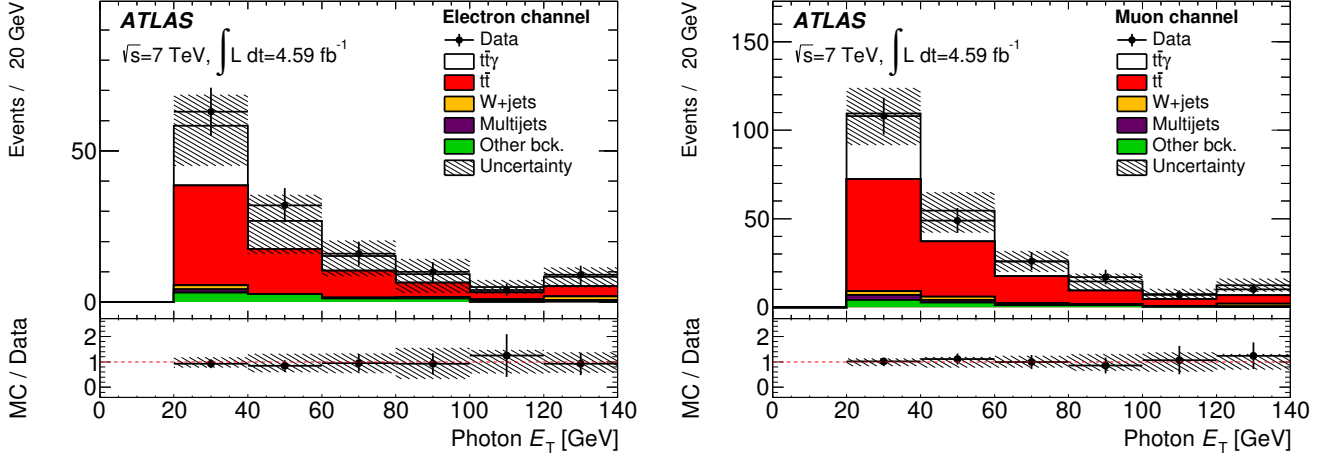 ATLAS
√s=7 TeV, ∫ L dt=4.59 fb⁻¹
Electron channel
Data
tt̄γ
tt̄
W+jets
Multijets
Other bck.
Uncertainty
Events / 20 GeV
50
0
MC / Data
2
1
0
0 20 40 60 80 100 120 140
Photon E_T [GeV]
ATLAS
√s=7 TeV, ∫ L dt=4.59 fb⁻¹
Muon channel
Data
tt̄γ
tt̄
W+jets
Multijets
Other bck.
Uncertainty
Events / 20 GeV
150
100
50
0
MC / Data
2
1
0
0 20 40 60 80 100 120 140
Photon E_T [GeV]